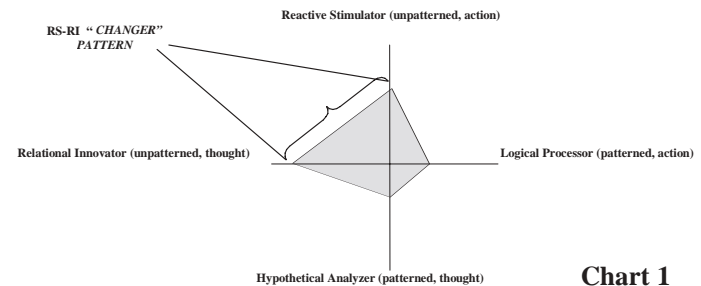 Reactive Stimulator (unpatterned, action)
RS-RI “ CHANGER”
PATTERN
Relational Innovator (unpatterned, thought)
Logical Processor (patterned, action)
Hypothetical Analyzer (patterned, thought)
Chart 1